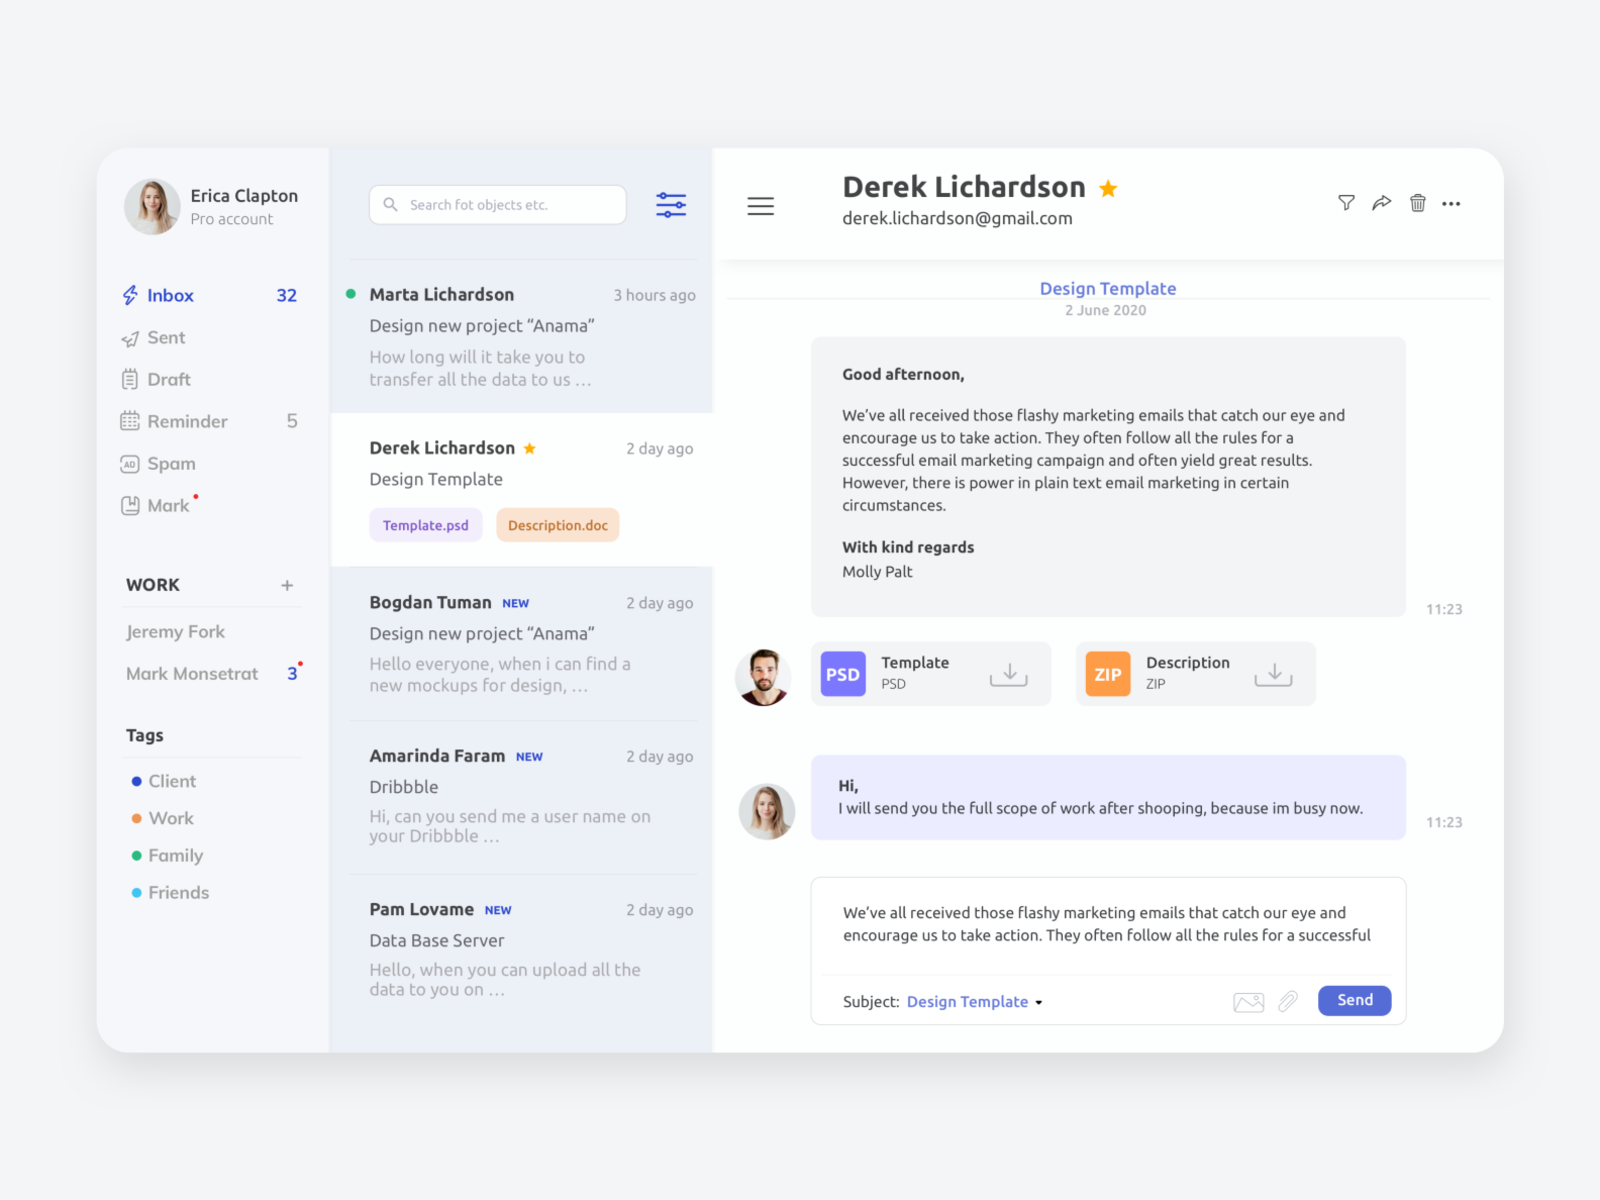 Erica Clapton
Pro account
Inbox 32
Sent
Draft
Reminder 5
AD Spam
Mark
WORK +
Jeremy Fork
Mark Monsetrat 3
Tags
Client
Work
Family
Friends
Search fot objects etc.
Marta Lichardson 3 hours ago
Design new project “Anama”
How long will it take you to
transfer all the data to us ...
Derek Lichardson 2 day ago
Design Template
Template.psd Description.doc
Bogdan Tuman NEW 2 day ago
Design new project “Anama”
Hello everyone, when i can find a
new mockups for design, ...
Amarinda Faram NEW 2 day ago
Dribbble
Hi, can you send me a user name on
your Dribbble ...
Pam Lovame NEW 2 day ago
Data Base Server
Hello, when you can upload all the
data to you on ...
Derek Lichardson
derek.lichardson@gmail.com
Design Template
2 June 2020
Good afternoon,
We’ve all received those flashy marketing emails that catch our eye and
encourage us to take action. They often follow all the rules for a
successful email marketing campaign and often yield great results.
However, there is power in plain text email marketing in certain
circumstances.
With kind regards
Molly Palt
11:23
PSD Template
PSD
ZIP Description
ZIP
Hi,
I will send you the full scope of work after shooping, because im busy now.
11:23
We’ve all received those flashy marketing emails that catch our eye and
encourage us to take action. They often follow all the rules for a successful
Subject: Design Template
Send